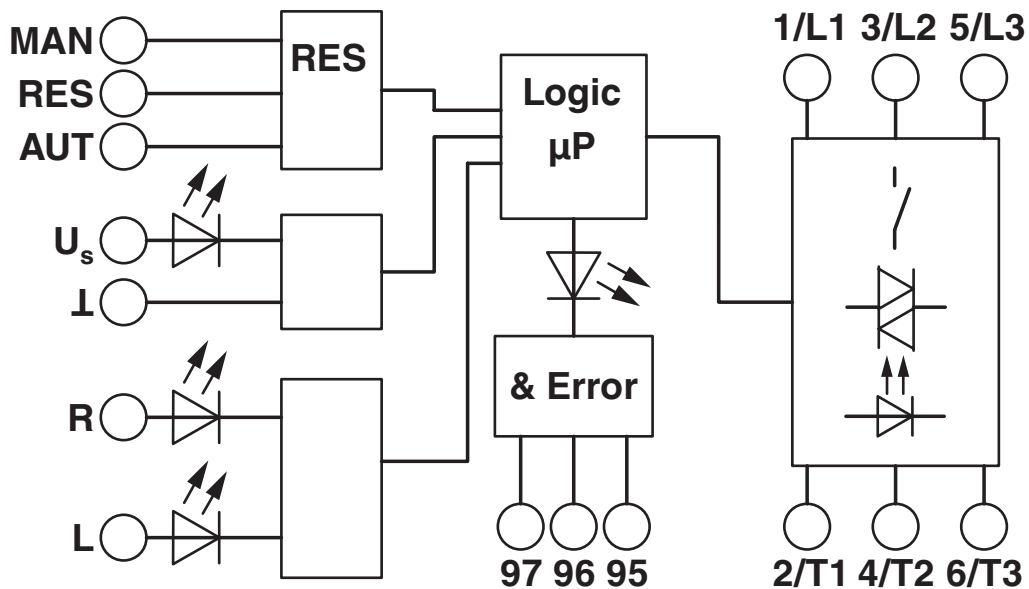 MAN
RES
AUT
RES
Us
⊥
R
L
Logic
µP
& Error
97 96 95
1/L1 3/L2 5/L3
2/T1 4/T2 6/T3